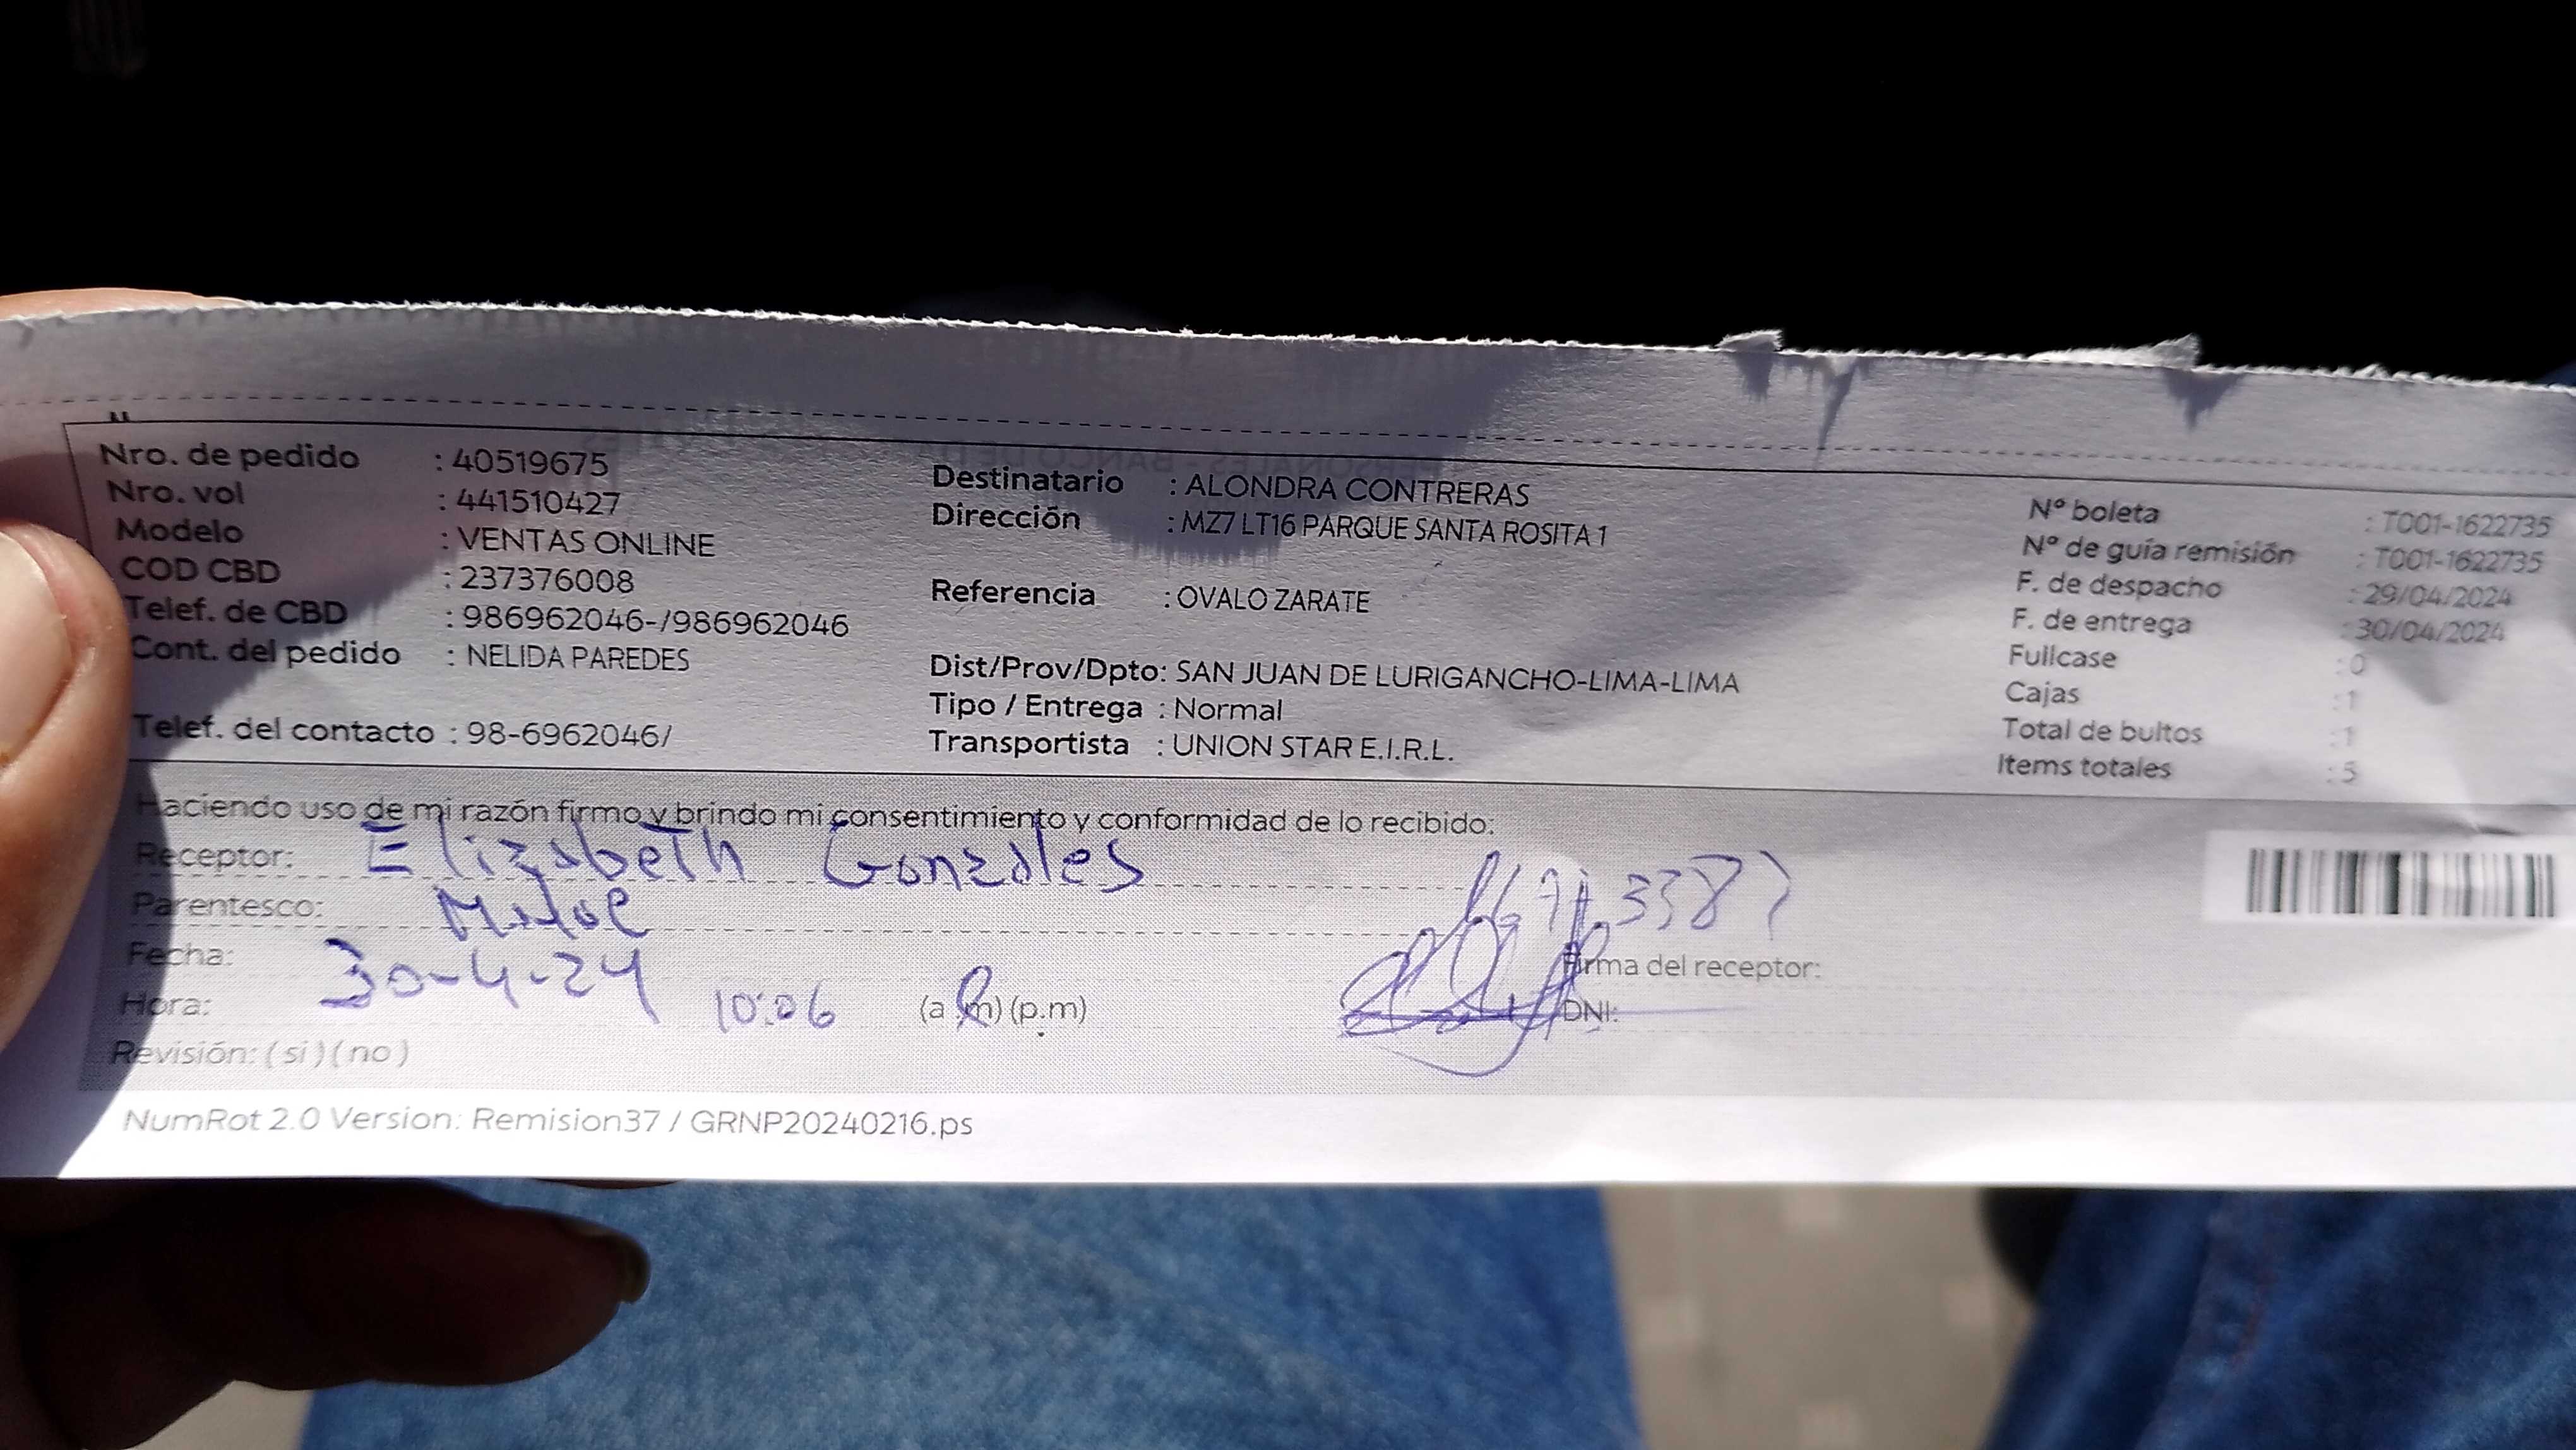 Nro. de pedido : 40519675
Nro. vol : 441510427
Modelo : VENTAS ONLINE
COD CBD : 237376008
Telef. de CBD : 986962046-/986962046
Cont. del pedido : NELIDA PAREDES
Telef. del contacto : 98-6962046/
Destinatario : ALONDRA CONTRERAS
Dirección : MZ7 LT16 PARQUE SANTA ROSITA 1
Referencia : OVALO ZARATE
Dist/Prov/Dpto: SAN JUAN DE LURIGANCHO-LIMA-LIMA
Tipo / Entrega : Normal
Transportista : UNION STAR E.I.R.L.
Nº boleta : T001-1622735
Nº de guía remisión : T001-1622735
F. de despacho : 29/04/2024
F. de entrega : 30/04/2024
Fullcase : 0
Cajas : 1
Total de bultos : 1
Items totales : 5
Haciendo uso de mi razón firmo y brindo mi consentimiento y conformidad de lo recibido:
Receptor: Elizabeth Gonzales
Parentesco:
Fecha: 30-4-24
Hora: 10:06 (a.m) (p.m)
Revisión: ( si ) ( no )
Firma del receptor:
DNI:
NumRot 2.0 Version: Remision37 / GRNP20240216.ps